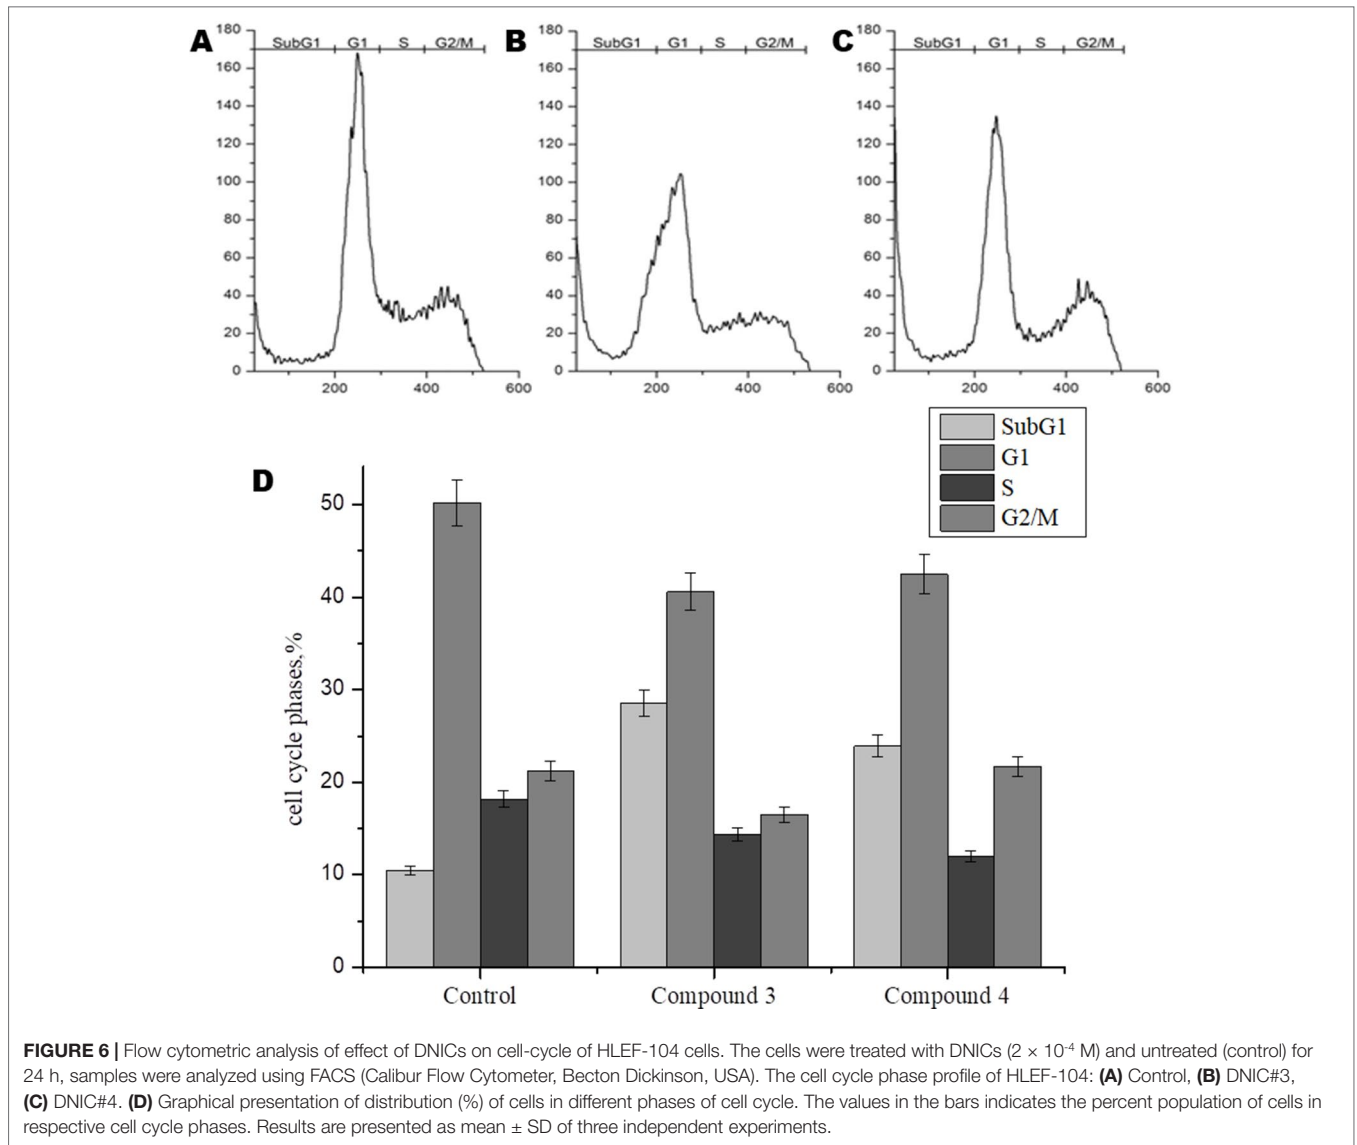 A
SubG1 G1 S G2/M
180
160
140
120
100
80
60
40
20
0
200 400 600
B
SubG1 G1 S G2/M
180
160
140
120
100
80
60
40
20
0
200 400 600
C
SubG1 G1 S G2/M
180
160
140
120
100
80
60
40
20
0
200 400 600
SubG1
G1
S
G2/M
D
cell cycle phases,%
50
40
30
20
10
0
Control Compound 3 Compound 4
FIGURE 6 | Flow cytometric analysis of effect of DNICs on cell-cycle of HLEF-104 cells. The cells were treated with DNICs (2 × 10⁻⁴ M) and untreated (control) for
24 h, samples were analyzed using FACS (Calibur Flow Cytometer, Becton Dickinson, USA). The cell cycle phase profile of HLEF-104: (A) Control, (B) DNIC#3,
(C) DNIC#4. (D) Graphical presentation of distribution (%) of cells in different phases of cell cycle. The values in the bars indicates the percent population of cells in
respective cell cycle phases. Results are presented as mean ± SD of three independent experiments.